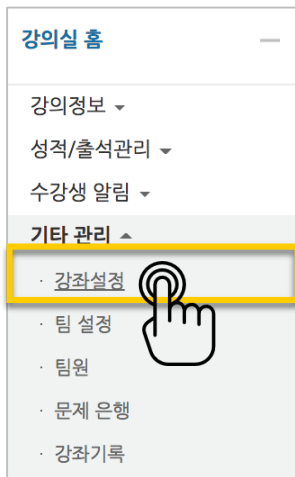 강의실 홈
강의정보
성적/출석관리
수강생 알림
기타 관리
· 강좌설정
· 팀 설정
· 팀원
· 문제 은행
· 강좌기록